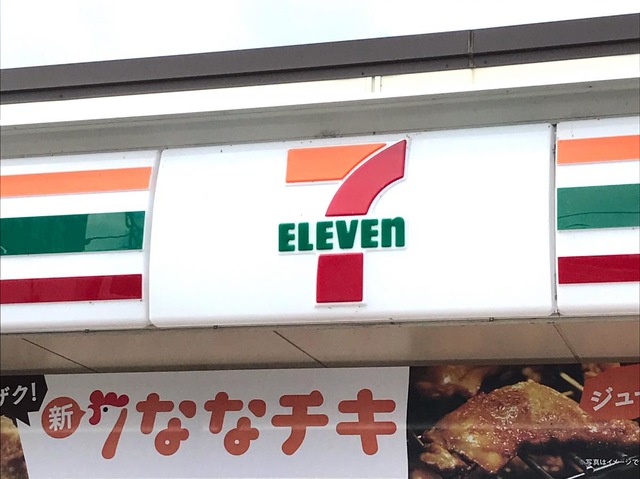 7
ELEVEn
ザク!
新 ななチキ
ジュー
※写真はイメージで